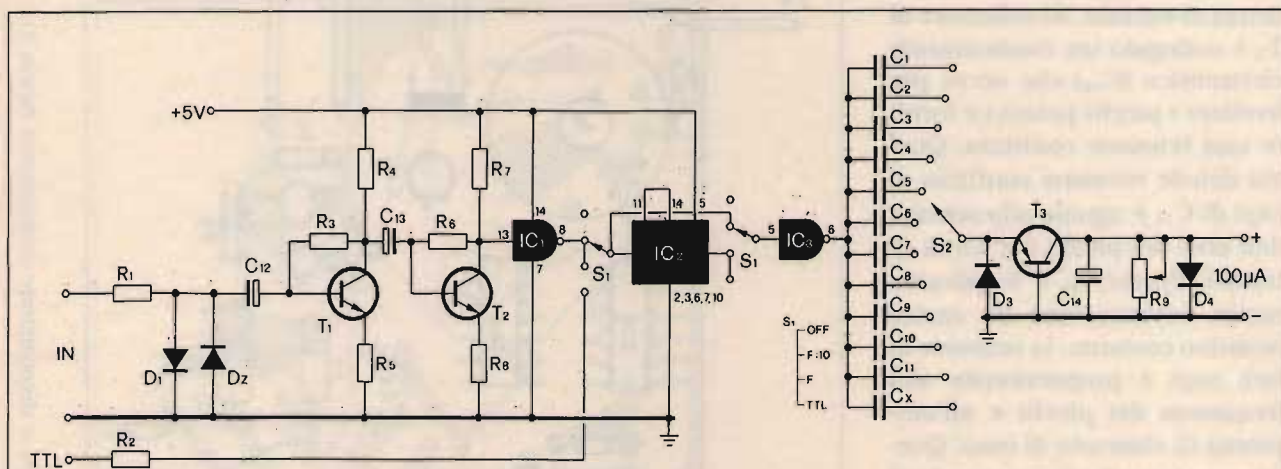 +5V
R4
R7
R3
C13
R6
13
14
IC1
8
7
S1
11
14
5
IC2
2,3,6,7,10
S1
5
IC3
6
R1
C12
T1
T2
IN
D1
D2
R5
R8
R2
TTL
S1
OFF
F:10
F
TTL
C1
C2
C3
C4
C5
C6
C7
C8
C9
C10
C11
CX
S2
T3
D3
C14
R9
D4
+
100µA
-